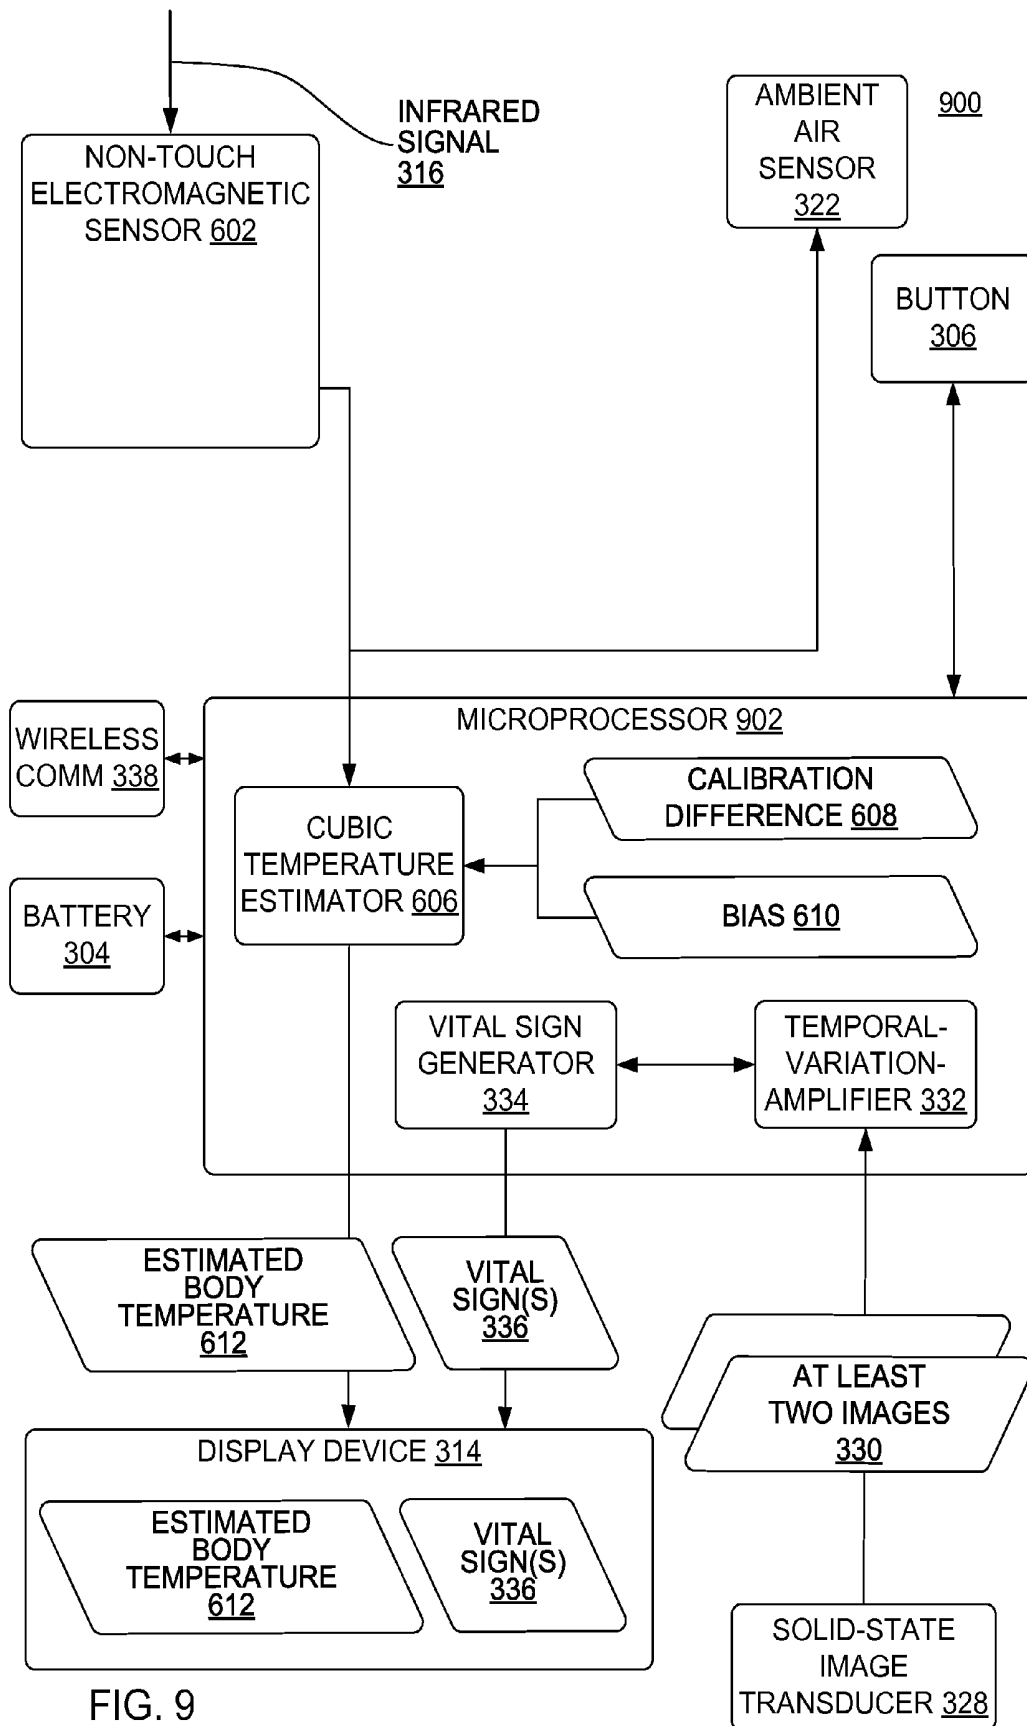 INFRARED
SIGNAL
316
NON-TOUCH
ELECTROMAGNETIC
SENSOR 602
AMBIENT
AIR
SENSOR
322
900
BUTTON
306
MICROPROCESSOR 902
WIRELESS
COMM 338
CALIBRATION
DIFFERENCE 608
CUBIC
TEMPERATURE
ESTIMATOR 606
BATTERY
304
BIAS 610
VITAL SIGN
GENERATOR
334
TEMPORAL-
VARIATION-
AMPLIFIER 332
ESTIMATED
BODY
TEMPERATURE
612
VITAL
SIGN(S)
336
AT LEAST
TWO IMAGES
330
DISPLAY DEVICE 314
ESTIMATED
BODY
TEMPERATURE
612
VITAL
SIGN(S)
336
SOLID-STATE
IMAGE
TRANSDUCER 328
FIG. 9